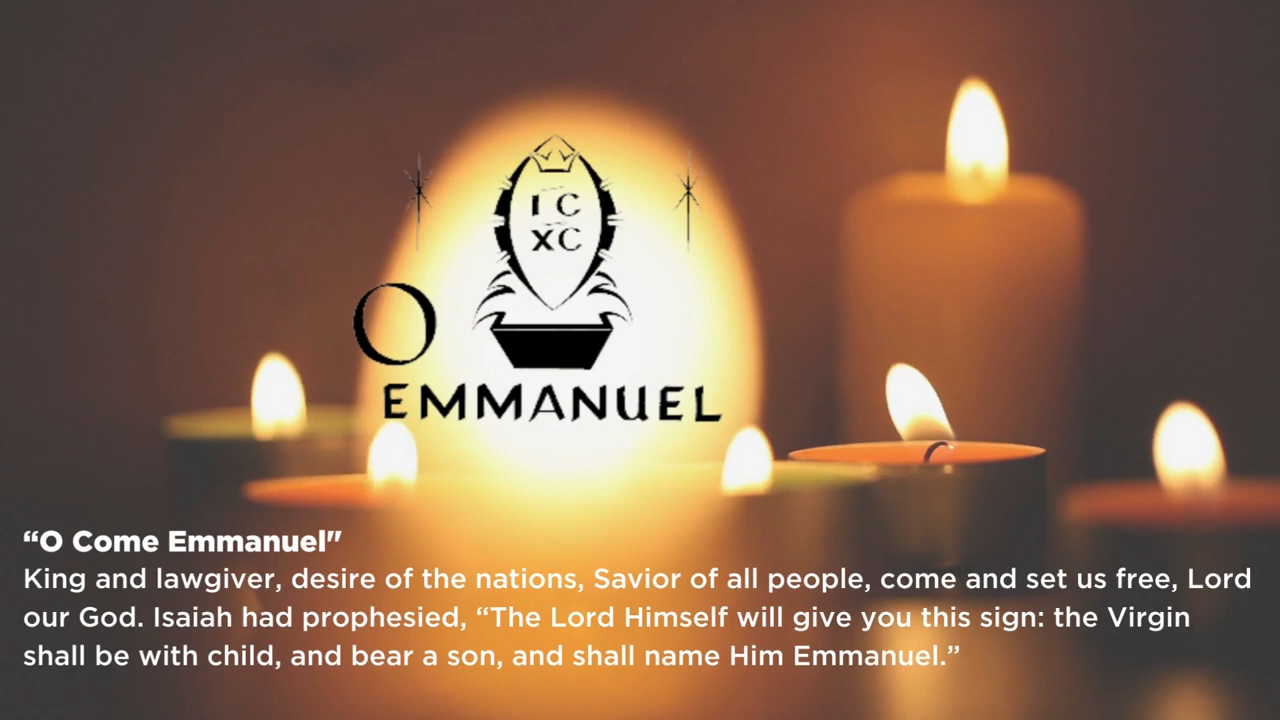 I C
XC
O
EMMANUEL
“O Come Emmanuel"
King and lawgiver, desire of the nations, Savior of all people, come and set us free, Lord
our God. Isaiah had prophesied, “The Lord Himself will give you this sign: the Virgin
shall be with child, and bear a son, and shall name Him Emmanuel.”